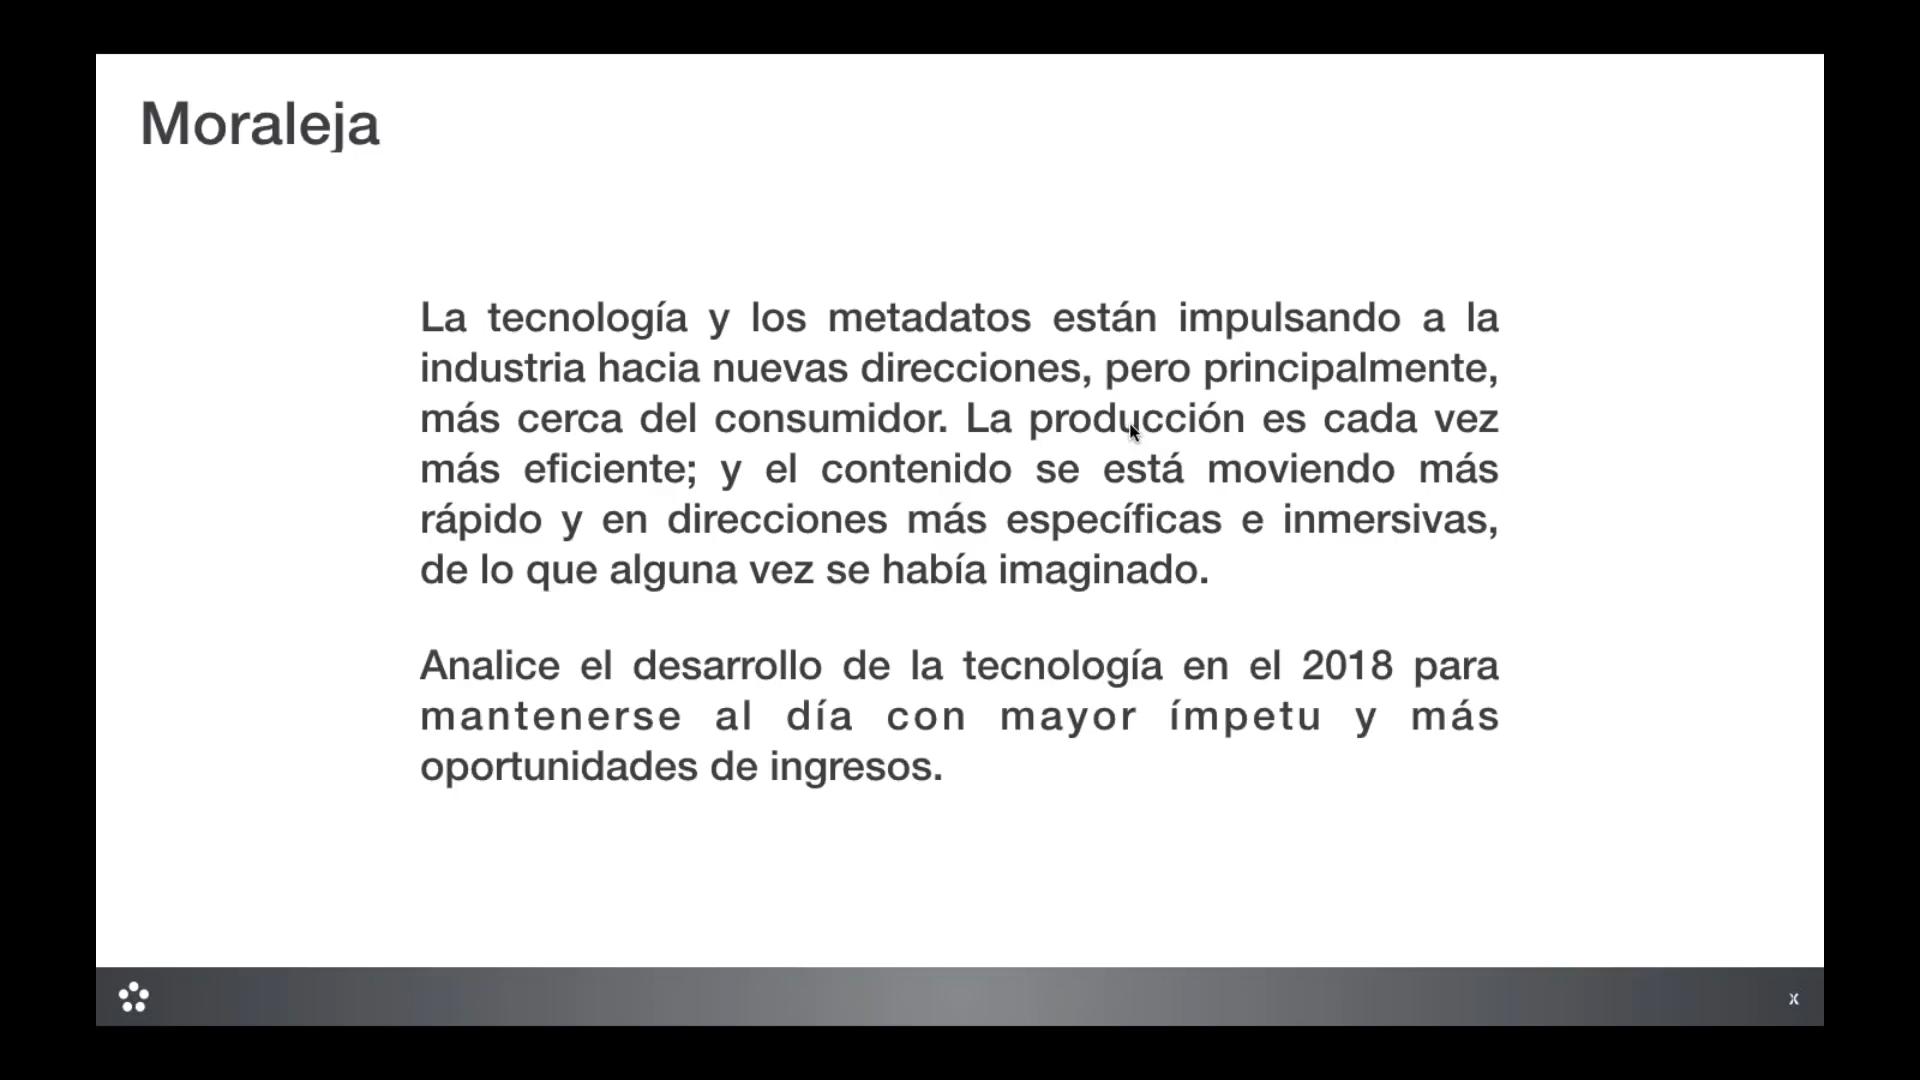 Moraleja
La tecnología y los metadatos están impulsando a la
industria hacia nuevas direcciones, pero principalmente,
más cerca del consumidor. La producción es cada vez
más eficiente; y el contenido se está moviendo más
rápido y en direcciones más específicas e inmersivas,
de lo que alguna vez se había imaginado.
Analice el desarrollo de la tecnología en el 2018 para
mantenerse al día con mayor ímpetu y más
oportunidades de ingresos.
x